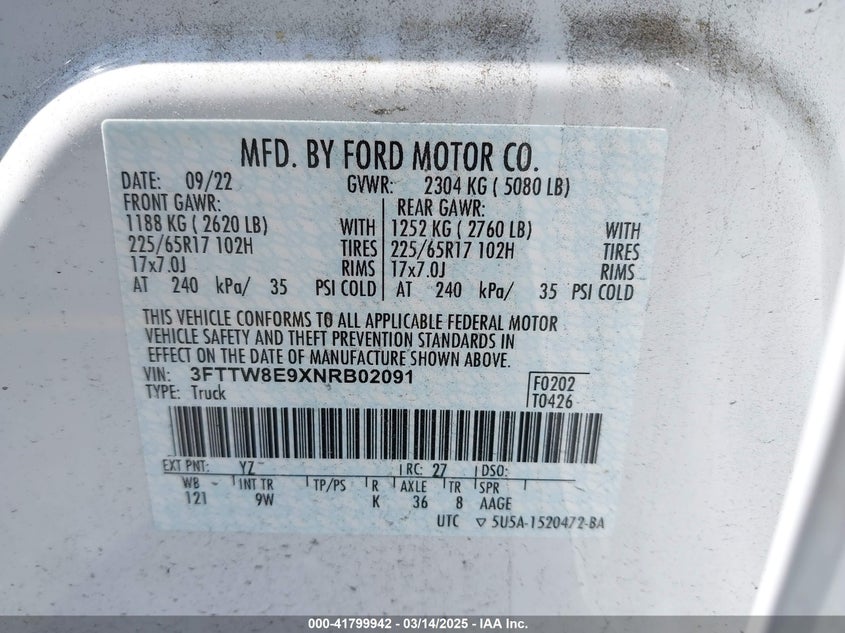 MFD. BY FORD MOTOR CO.
DATE: 09/22 GVWR: 2304 KG ( 5080 LB)
FRONT GAWR: REAR GAWR:
1188 KG ( 2620 LB) WITH 1252 KG ( 2760 LB) WITH
225/65R17 102H TIRES 225/65R17 102H TIRES
17x7.0J RIMS 17x7.0J RIMS
AT 240 kPa/ 35 PSI COLD AT 240 kPa/ 35 PSI COLD
THIS VEHICLE CONFORMS TO ALL APPLICABLE FEDERAL MOTOR
VEHICLE SAFETY AND THEFT PREVENTION STANDARDS IN
EFFECT ON THE DATE OF MANUFACTURE SHOWN ABOVE.
VIN: 3FTTW8E9XNRB02091 F0202
TYPE: Truck T0426
EXT PNT: YZ RC: 27 DSO:
WB INT TR TP/PS R AXLE TR SPR
121 9W K 36 8 AAGE
UTC ▽ 5U5A-1520472-BA
000-41799942 - 03/14/2025 - IAA Inc.